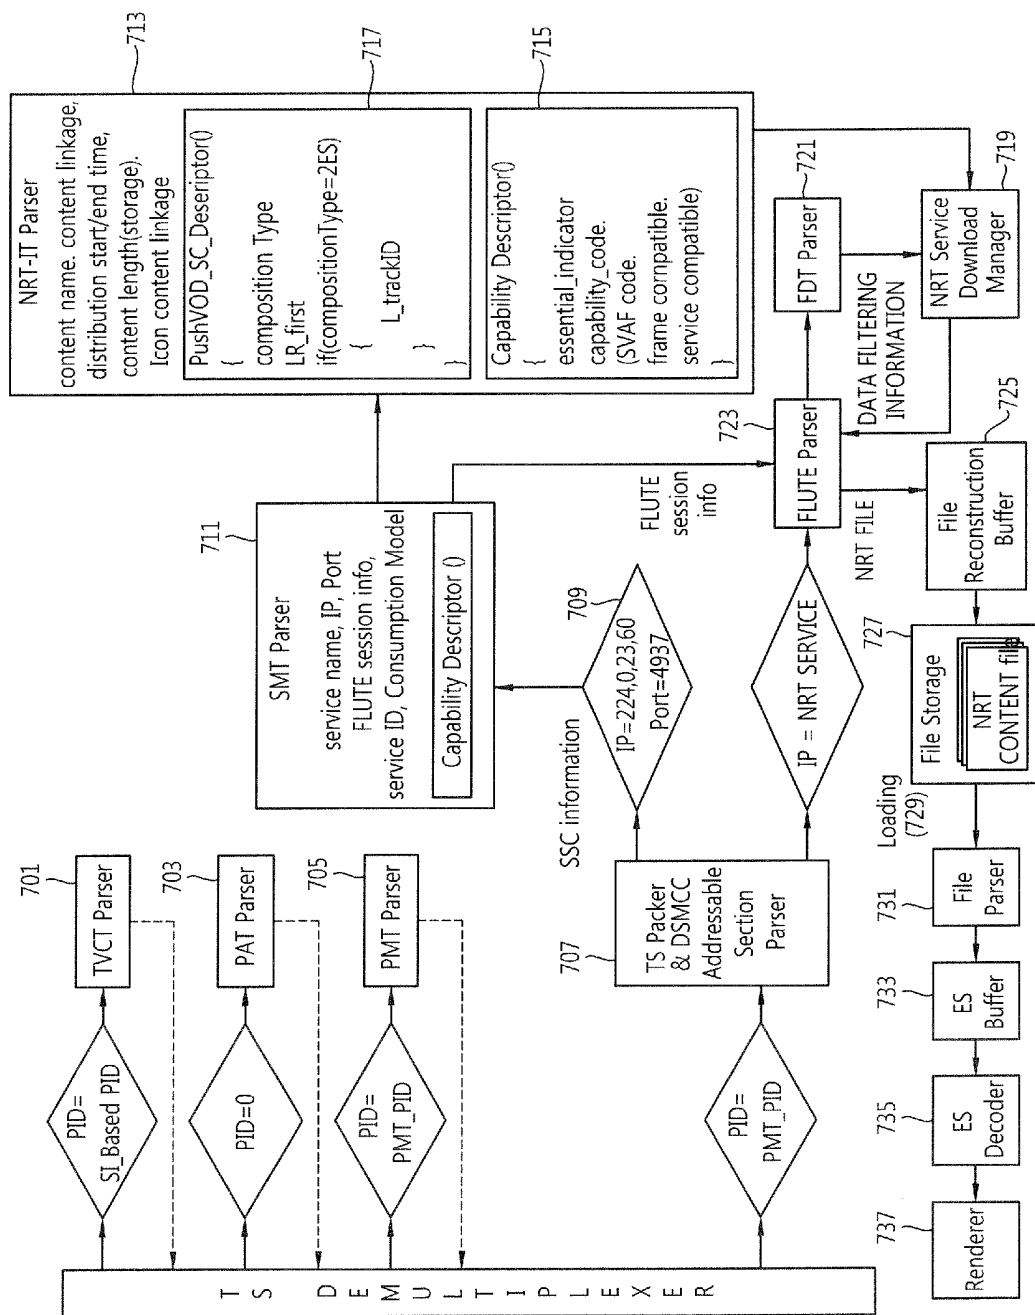 TS DEMULTIPLEXER
PID=
SI_Based PID
TVCT Parser
701
PID=0
PAT Parser
703
PID=
PMT_PID
PMT Parser
705
PID=
PMT_PID
707
TS Packer
& DSMCC
Addressable
Section
Parser
SSC information
IP=224,0,23,60
Port=4937
709
IP = NRT SERVICE
711
SMT Parser
service name, IP, Port
FLUTE session info,
service ID, Consumption Model
Capability Descriptor ()
FLUTE
session
info
713
NRT-IT Parser
content name. content linkage,
distribution start/end time,
content length(storage).
Icon content linkage
717
PushVOD_SC_Deseriptor()
{
composition Type
LR_first
if(compositionType=2ES)
{
L_trackID
}
}
715
Capability Descriptor()
{
essential_indicator
capability_code.
(SVAF code.
frame cornpatible.
service compatible)
}
723
FLUTE Parser
721
FDT Parser
719
NRT Service
Download
Manager
DATA FILTERING
INFORMATION
NRT FILE
725
File
Reconstruction
Buffer
727
File Storage
NRT
CONTENT file
Loading
(729)
731
File
Parser
733
ES
Buffer
735
ES
Decoder
737
Renderer